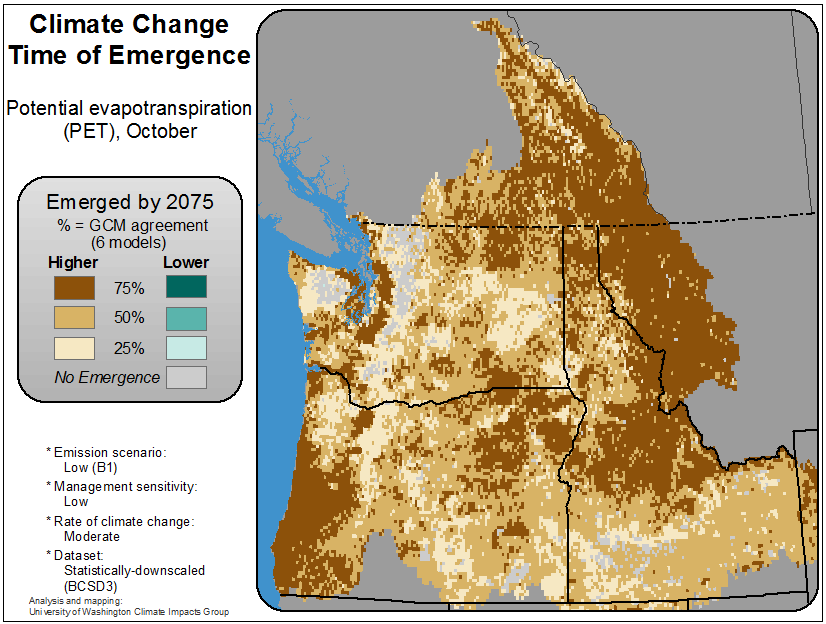 Climate Change
Time of Emergence
Potential evapotranspiration
(PET), October
Emerged by 2075
% = GCM agreement
(6 models)
Higher Lower
75%
50%
25%
No Emergence
* Emission scenario:
Low (B1)
* Management sensitivity:
Low
* Rate of climate change:
Moderate
* Dataset:
Statistically-downscaled
(BCSD3)
Analysis and mapping:
University of Washington Climate Impacts Group